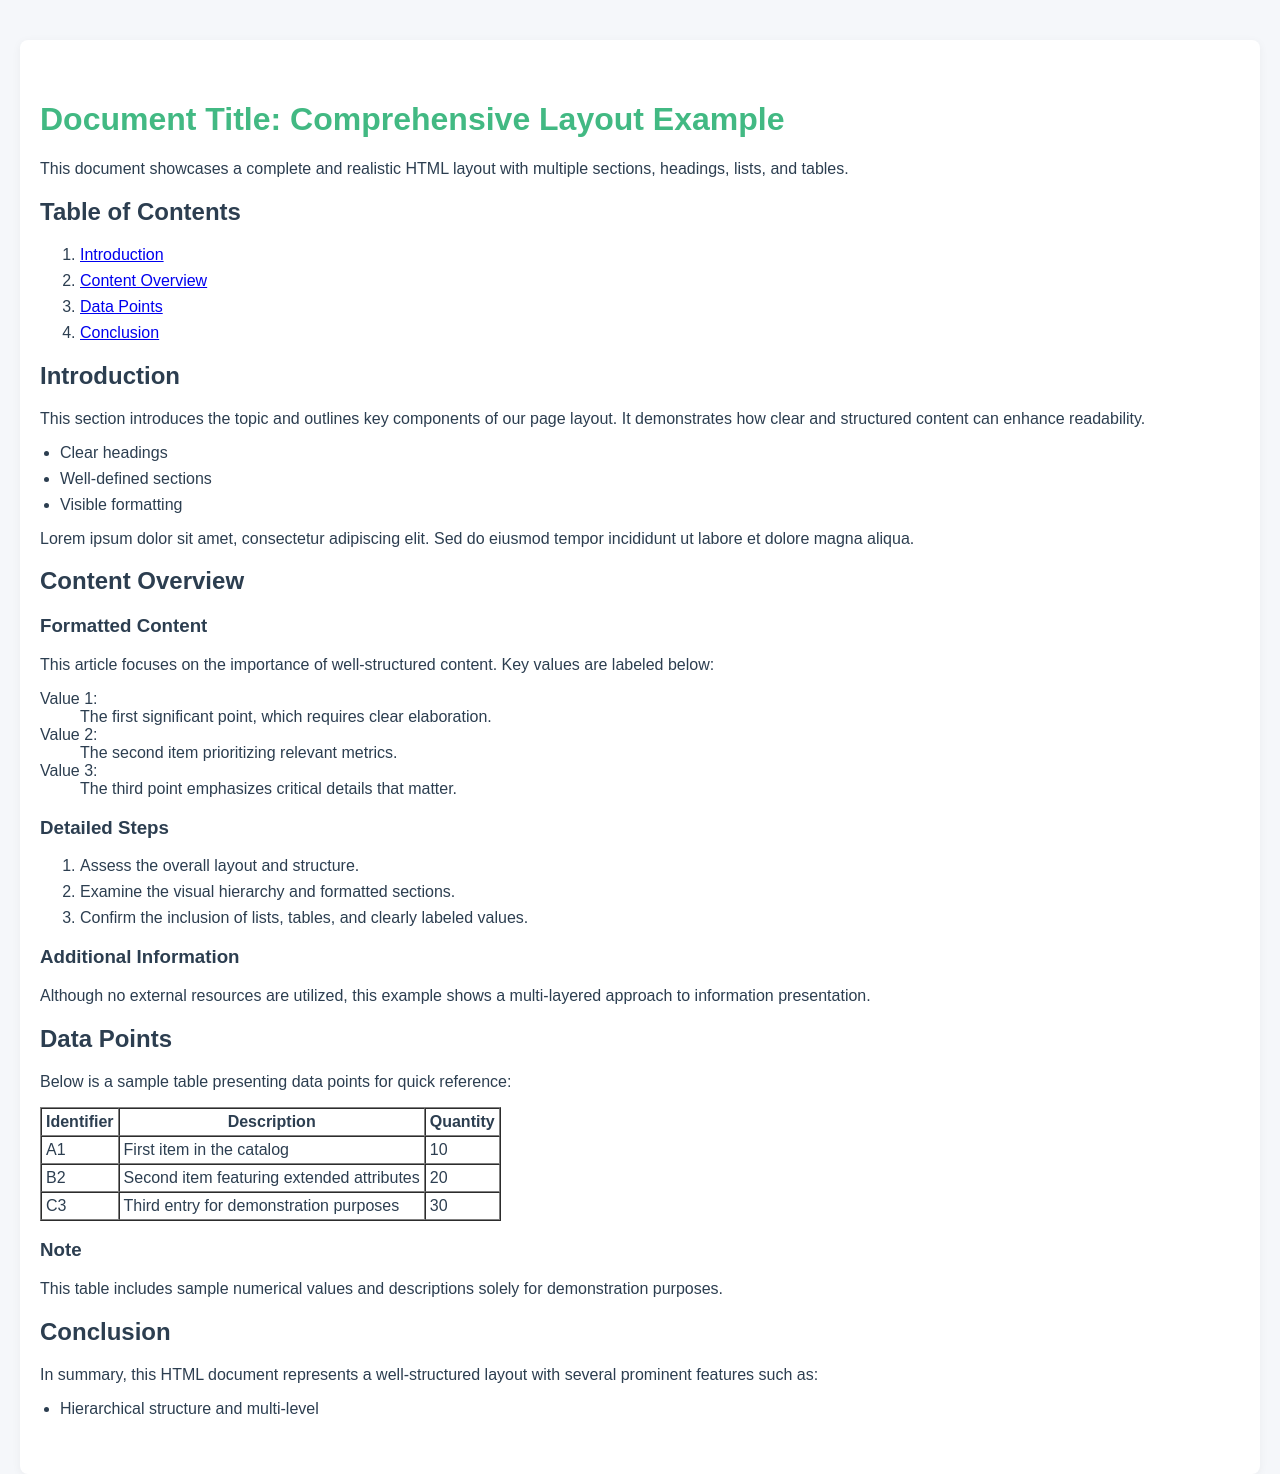 Document Title: Comprehensive Layout Example
This document showcases a complete and realistic HTML layout with multiple sections, headings, lists, and tables.
Table of Contents
1. Introduction
2. Content Overview
3. Data Points
4. Conclusion
Introduction
This section introduces the topic and outlines key components of our page layout. It demonstrates how clear and structured content can enhance readability.
• Clear headings
• Well-defined sections
• Visible formatting
Lorem ipsum dolor sit amet, consectetur adipiscing elit. Sed do eiusmod tempor incididunt ut labore et dolore magna aliqua.
Content Overview
Formatted Content
This article focuses on the importance of well-structured content. Key values are labeled below:
Value 1:
The first significant point, which requires clear elaboration.
Value 2:
The second item prioritizing relevant metrics.
Value 3:
The third point emphasizes critical details that matter.
Detailed Steps
1. Assess the overall layout and structure.
2. Examine the visual hierarchy and formatted sections.
3. Confirm the inclusion of lists, tables, and clearly labeled values.
Additional Information
Although no external resources are utilized, this example shows a multi-layered approach to information presentation.
Data Points
Below is a sample table presenting data points for quick reference:
Identifier Description Quantity
A1 First item in the catalog 10
B2 Second item featuring extended attributes 20
C3 Third entry for demonstration purposes 30
Note
This table includes sample numerical values and descriptions solely for demonstration purposes.
Conclusion
In summary, this HTML document represents a well-structured layout with several prominent features such as:
• Hierarchical structure and multi-level